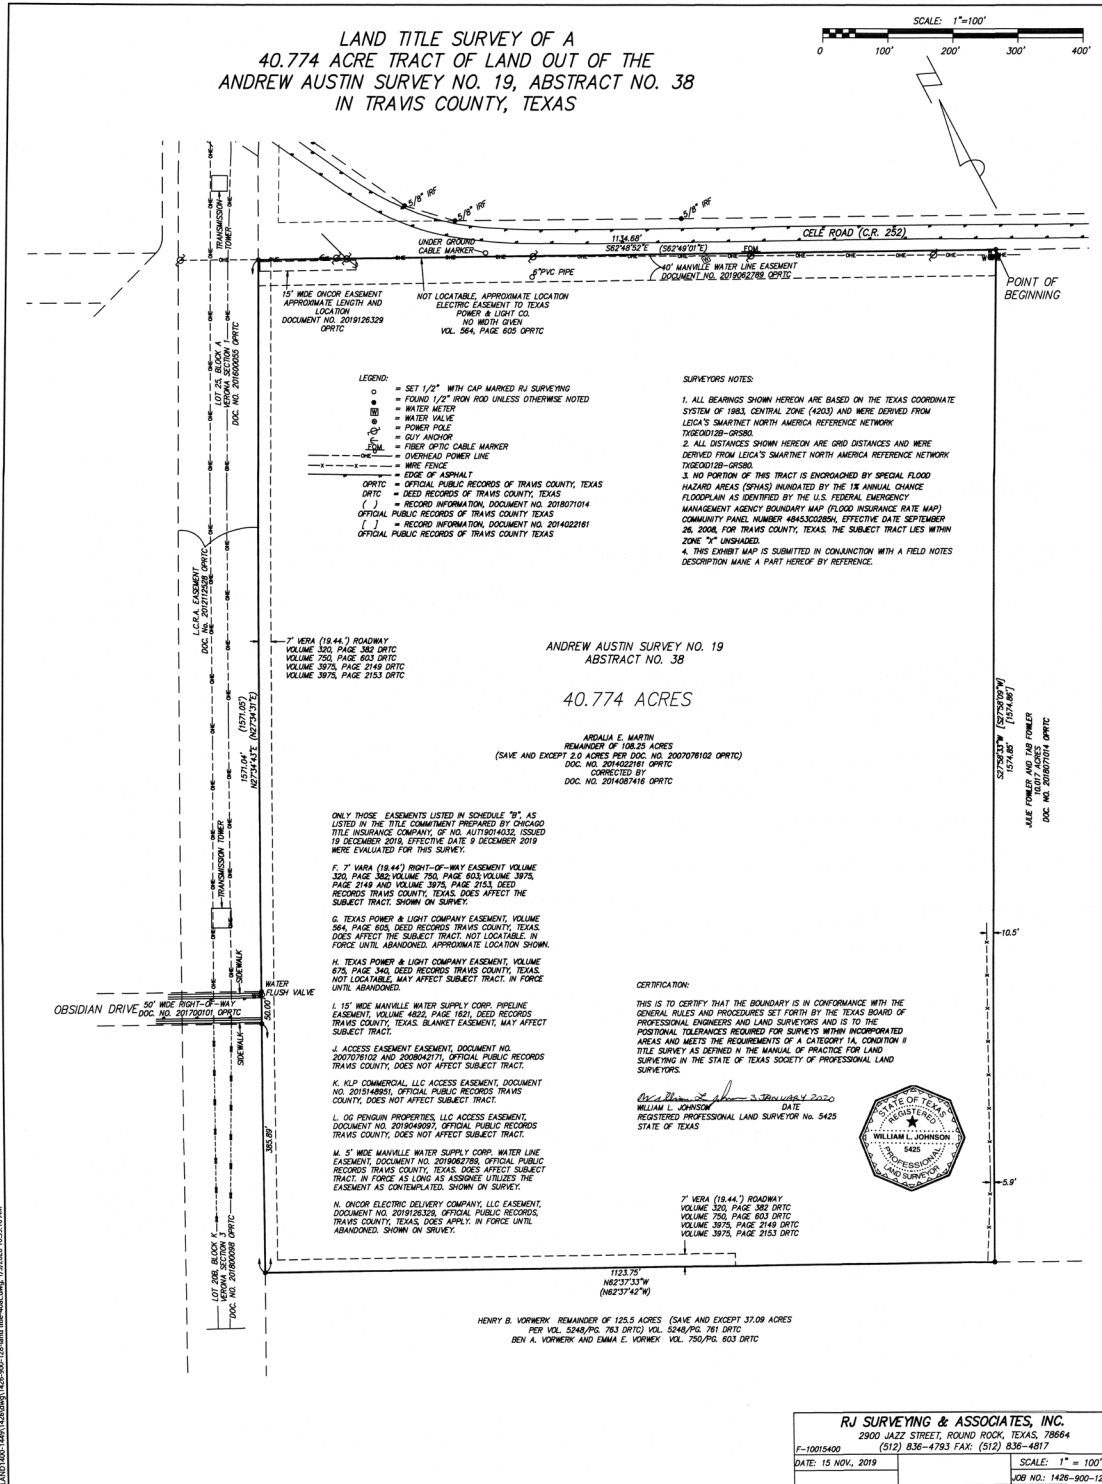 LAND TITLE SURVEY OF A
40.774 ACRE TRACT OF LAND OUT OF THE
ANDREW AUSTIN SURVEY NO. 19, ABSTRACT NO. 38
IN TRAVIS COUNTY, TEXAS
SCALE: 1"=100'
0 100' 200' 300' 400'
5/8" IRF
5/8" IRF
5/8" IRF
TRANSMISSION
TOWER
UNDER GROUND
CABLE MARKER
1134.68'
S62°48'52"E (S62°49'01"E)
FOM
CELE ROAD (C.R. 252)
6"PVC PIPE
40' MANVILLE WATER LINE EASEMENT
DOCUMENT NO. 2019062789 OPRTC
POINT OF
BEGINNING
15' WIDE ONCOR EASEMENT
APPROXIMATE LENGTH AND
LOCATION
DOCUMENT NO. 2019126329
OPRTC
NOT LOCATABLE, APPROXIMATE LOCATION
ELECTRIC EASEMENT TO TEXAS
POWER & LIGHT CO.
NO WIDTH GIVEN
VOL. 564, PAGE 605 OPRTC
LOT 25, BLOCK A
VERONA SECTION 1
DOC. NO. 201600055 OPRTC
LEGEND:
= SET 1/2" WITH CAP MARKED RJ SURVEYING
= FOUND 1/2" IRON ROD UNLESS OTHERWISE NOTED
W = WATER METER
= WATER VALVE
= POWER POLE
= GUY ANCHOR
FOM = FIBER OPTIC CABLE MARKER
OHE = OVERHEAD POWER LINE
X X = WIRE FENCE
= EDGE OF ASPHALT
OPRTC = OFFICIAL PUBLIC RECORDS OF TRAVIS COUNTY, TEXAS
DRTC = DEED RECORDS OF TRAVIS COUNTY, TEXAS
( ) = RECORD INFORMATION, DOCUMENT NO. 2018071014
OFFICIAL PUBLIC RECORDS OF TRAVIS COUNTY TEXAS
[ ] = RECORD INFORMATION, DOCUMENT NO. 2014022161
OFFICIAL PUBLIC RECORDS OF TRAVIS COUNTY TEXAS
SURVEYORS NOTES:
1. ALL BEARINGS SHOWN HEREON ARE BASED ON THE TEXAS COORDINATE
SYSTEM OF 1983, CENTRAL ZONE (4203) AND WERE DERIVED FROM
LEICA'S SMARTNET NORTH AMERICA REFERENCE NETWORK
TXGEOID12B-GRS80.
2. ALL DISTANCES SHOWN HEREON ARE GRID DISTANCES AND WERE
DERIVED FROM LEICA'S SMARTNET NORTH AMERICA REFERENCE NETWORK
TXGEOID12B-GRS80.
3. NO PORTION OF THIS TRACT IS ENCROACHED BY SPECIAL FLOOD
HAZARD AREAS (SFHAS) INUNDATED BY THE 1% ANNUAL CHANCE
FLOODPLAIN AS IDENTIFIED BY THE U.S. FEDERAL EMERGENCY
MANAGEMENT AGENCY BOUNDARY MAP (FLOOD INSURANCE RATE MAP)
COMMUNITY PANEL NUMBER 48453C0285H, EFFECTIVE DATE SEPTEMBER
26, 2008, FOR TRAVIS COUNTY, TEXAS. THE SUBJECT TRACT LIES WITHIN
ZONE "X" UNSHADED.
4. THIS EXHIBIT MAP IS SUBMITTED IN CONJUNCTION WITH A FIELD NOTES
DESCRIPTION MANE A PART HEREOF BY REFERENCE.
L.C.R.A. EASEMENT
DOC. No. 2012112528 OPRTC
7' VERA (19.44.') ROADWAY
VOLUME 320, PAGE 382 DRTC
VOLUME 750, PAGE 603 DRTC
VOLUME 3975, PAGE 2149 DRTC
VOLUME 3975, PAGE 2153 DRTC
1571.04' (1571.05')
N27°34'43"E (N27°34'31"E)
ANDREW AUSTIN SURVEY NO. 19
ABSTRACT NO. 38
40.774 ACRES
ARDALIA E. MARTIN
REMAINDER OF 108.25 ACRES
(SAVE AND EXCEPT 2.0 ACRES PER DOC. NO. 2007076102 OPRTC)
DOC. NO. 2014022161 OPRTC
CORRECTED BY
DOC. NO. 2014087416 OPRTC
S27°58'33"W [S27°58'09"W]
1574.85' [1574.86']
JULIE FOWLER AND TAB FOWLER
10.017 ACRES
DOC. NO. 2018071014 OPRTC
ONLY THOSE EASEMENTS LISTED IN SCHEDULE "B", AS
LISTED IN THE TITLE COMMITMENT PREPARED BY CHICAGO
TITLE INSURANCE COMPANY, GF NO. AUT19014032, ISSUED
19 DECEMBER 2019, EFFECTIVE DATE 9 DECEMBER 2019
WERE EVALUATED FOR THIS SURVEY.
F. 7' VARA (19.44') RIGHT-OF-WAY EASEMENT VOLUME
320, PAGE 382; VOLUME 750, PAGE 603; VOLUME 3975,
PAGE 2149 AND VOLUME 3975, PAGE 2153, DEED
RECORDS TRAVIS COUNTY, TEXAS. DOES AFFECT THE
SUBJECT TRACT. SHOWN ON SURVEY.
G. TEXAS POWER & LIGHT COMPANY EASEMENT, VOLUME
564, PAGE 605, DEED RECORDS TRAVIS COUNTY, TEXAS.
DOES AFFECT THE SUBJECT TRACT. NOT LOCATABLE. IN
FORCE UNTIL ABANDONED. APPROXIMATE LOCATION SHOWN.
H. TEXAS POWER & LIGHT COMPANY EASEMENT, VOLUME
675, PAGE 340, DEED RECORDS TRAVIS COUNTY, TEXAS.
NOT LOCATABLE, MAY AFFECT SUBJECT TRACT. IN FORCE
UNTIL ABANDONED.
I. 15' WIDE MANVILLE WATER SUPPLY CORP. PIPELINE
EASEMENT, VOLUME 4822, PAGE 1621, DEED RECORDS
TRAVIS COUNTY, TEXAS. BLANKET EASEMENT, MAY AFFECT
SUBJECT TRACT.
J. ACCESS EASEMENT EASEMENT, DOCUMENT NO.
2007076102 AND 2008042171, OFFICIAL PUBLIC RECORDS
TRAVIS COUNTY, DOES NOT AFFECT SUBJECT TRACT.
K. KLP COMMERCIAL, LLC ACCESS EASEMENT, DOCUMENT
NO. 2015148951, OFFICIAL PUBLIC RECORDS TRAVIS
COUNTY, DOES NOT AFFECT SUBJECT TRACT.
L. OG PENGUIN PROPERTIES, LLC ACCESS EASEMENT,
DOCUMENT NO. 2019049097, OFFICIAL PUBLIC RECORDS
TRAVIS COUNTY, DOES NOT AFFECT SUBJECT TRACT.
M. 5' WIDE MANVILLE WATER SUPPLY CORP. WATER LINE
EASEMENT, DOCUMENT NO. 2019062789, OFFICIAL PUBLIC
RECORDS TRAVIS COUNTY, TEXAS. DOES AFFECT SUBJECT
TRACT. IN FORCE AS LONG AS ASSIGNEE UTILIZES THE
EASEMENT AS CONTEMPLATED. SHOWN ON SURVEY.
N. ONCOR ELECTRIC DELIVERY COMPANY, LLC EASEMENT,
DOCUMENT NO. 2019126329, OFFICIAL PUBLIC RECORDS,
TRAVIS COUNTY, TEXAS, DOES APPLY. IN FORCE UNTIL
ABANDONED. SHOWN ON SRUVEY.
TRANSMISSION TOWER
SIDEWALK
WATER
FLUSH VALVE
OBSIDIAN DRIVE
50' WIDE RIGHT-OF-WAY
DOC. NO. 201700101 OPRTC
50.00'
SIDEWALK
385.89'
10.5'
CERTIFICATION:
THIS IS TO CERTIFY THAT THE BOUNDARY IS IN CONFORMANCE WITH THE
GENERAL RULES AND PROCEDURES SET FORTH BY THE TEXAS BOARD OF
PROFESSIONAL ENGINEERS AND LAND SURVEYORS AND IS TO THE
POSITIONAL TOLERANCES REQUIRED FOR SURVEYS WITHIN INCORPORATED
AREAS AND MEETS THE REQUIREMENTS OF A CATEGORY 1A, CONDITION II
TITLE SURVEY AS DEFINED N THE MANUAL OF PRACTICE FOR LAND
SURVEYING IN THE STATE OF TEXAS SOCIETY OF PROFESSIONAL LAND
SURVEYORS.
William L Johnson 3 JANUARY 2020
WILLIAM L. JOHNSON DATE
REGISTERED PROFESSIONAL LAND SURVEYOR No. 5425
STATE OF TEXAS
STATE OF TEXAS
REGISTERED
WILLIAM L. JOHNSON
5425
PROFESSIONAL
LAND SURVEYOR
5.9'
7' VERA (19.44.') ROADWAY
VOLUME 320, PAGE 382 DRTC
VOLUME 750, PAGE 603 DRTC
VOLUME 3975, PAGE 2149 DRTC
VOLUME 3975, PAGE 2153 DRTC
LOT 20B, BLOCK K
VERONA SECTION 3
DOC. NO. 201800098 OPRTC
1123.75'
N62°37'33"W
(N62°37'42"W)
HENRY B. VORWERK REMAINDER OF 125.5 ACRES (SAVE AND EXCEPT 37.09 ACRES
PER VOL. 5248/PG. 763 DRTC) VOL. 5248/PG. 761 DRTC
BEN A. VORWERK AND EMMA E. VORWEK VOL. 750/PG. 603 DRTC
RJ SURVEYING & ASSOCIATES, INC.
2900 JAZZ STREET, ROUND ROCK, TEXAS, 78664
F-10015400 (512) 836-4793 FAX: (512) 836-4817
DATE: 15 NOV., 2019
SCALE: 1" = 100'
JOB NO.: 1426-900-12